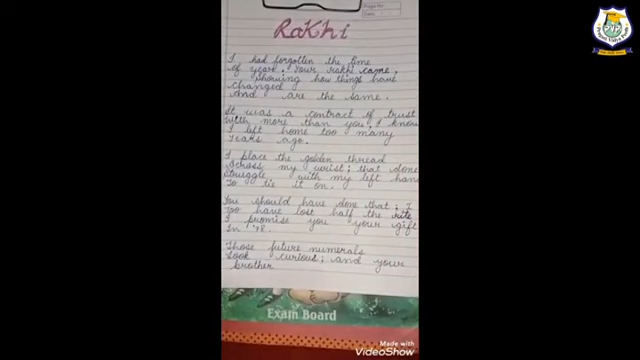 Page No.
Date
Rakhi
I had forgotten the time
of year. Your rakhi came,
Showing how things have
changed
And are the same.
It was a contract of trust
With more than you, I know
I left home too many
Years ago.
I place the golden thread
Across my wrist; that done
Struggle with my left hand
To tie it on.
You should have done that; I
Too have lost half the rite
I promise you your gift
In '98.
Those future numerals
Look curious; and your
brother
Exam Board
Made with
VideoShow